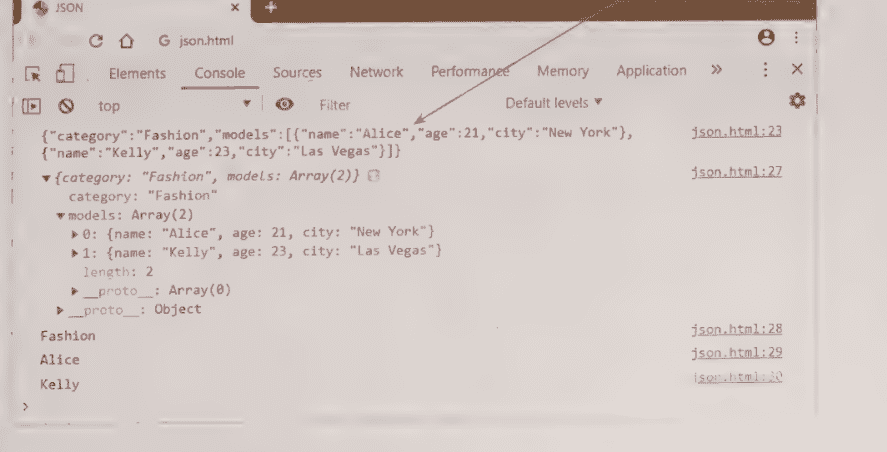 JSON × +
G json.html
Elements Console Sources Network Performance Memory Application » ×
top Filter Default levels ▼
{"category":"Fashion","models":[{"name":"Alice","age":21,"city":"New York"}, json.html:23
{"name":"Kelly","age":23,"city":"Las Vegas"}]}
▼{category: "Fashion", models: Array(2)} json.html:27
category: "Fashion"
▼models: Array(2)
▶0: {name: "Alice", age: 21, city: "New York"}
▶1: {name: "Kelly", age: 23, city: "Las Vegas"}
length: 2
▶__proto__: Array(0)
▶__proto__: Object
Fashion json.html:28
Alice json.html:29
Kelly json.html:30
>